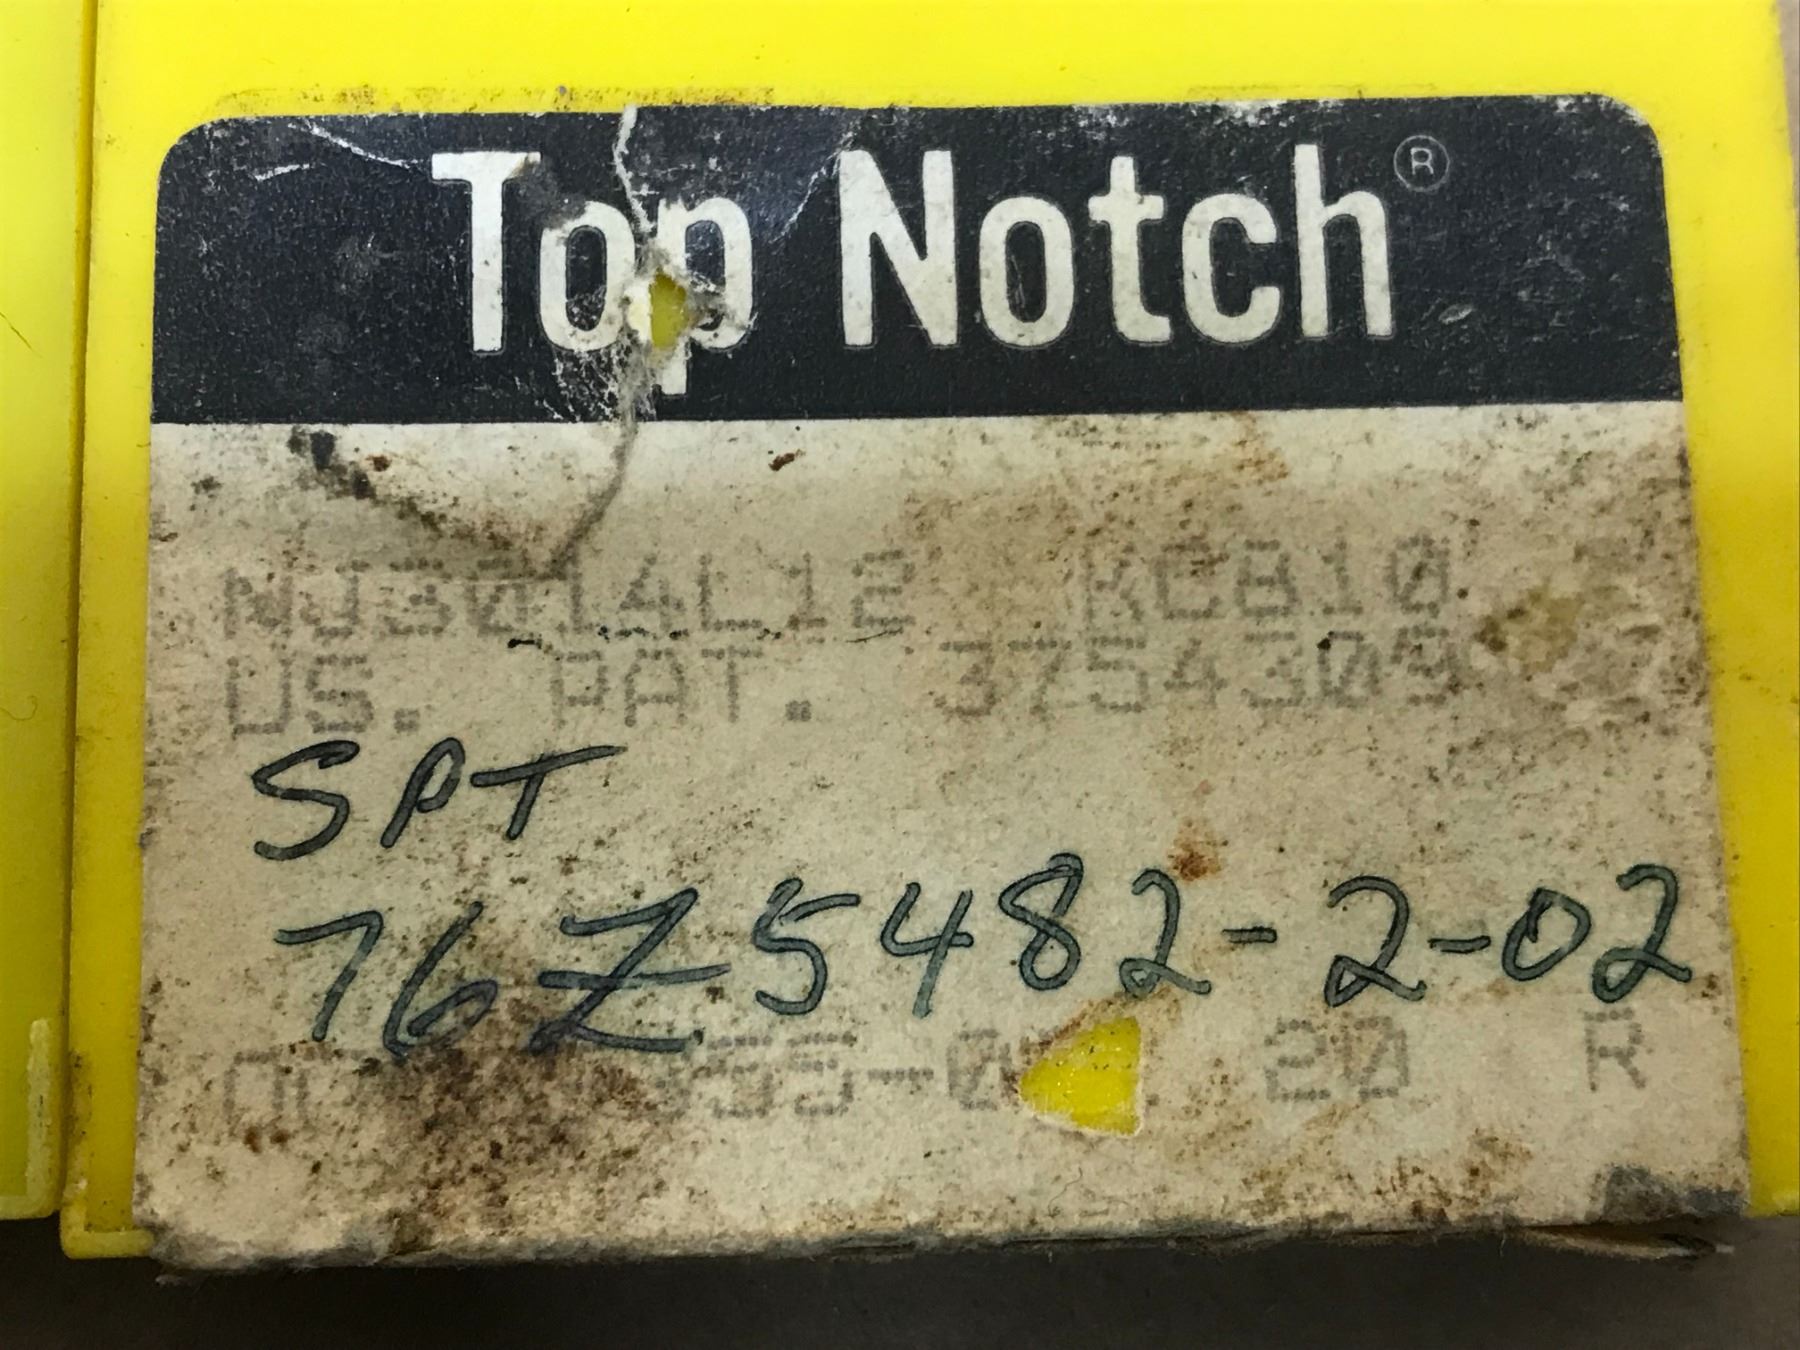 Top Notch®
NJ3014L12 KC810
US. PAT. 3754309
SPT
76Z5482-2-02
20 R